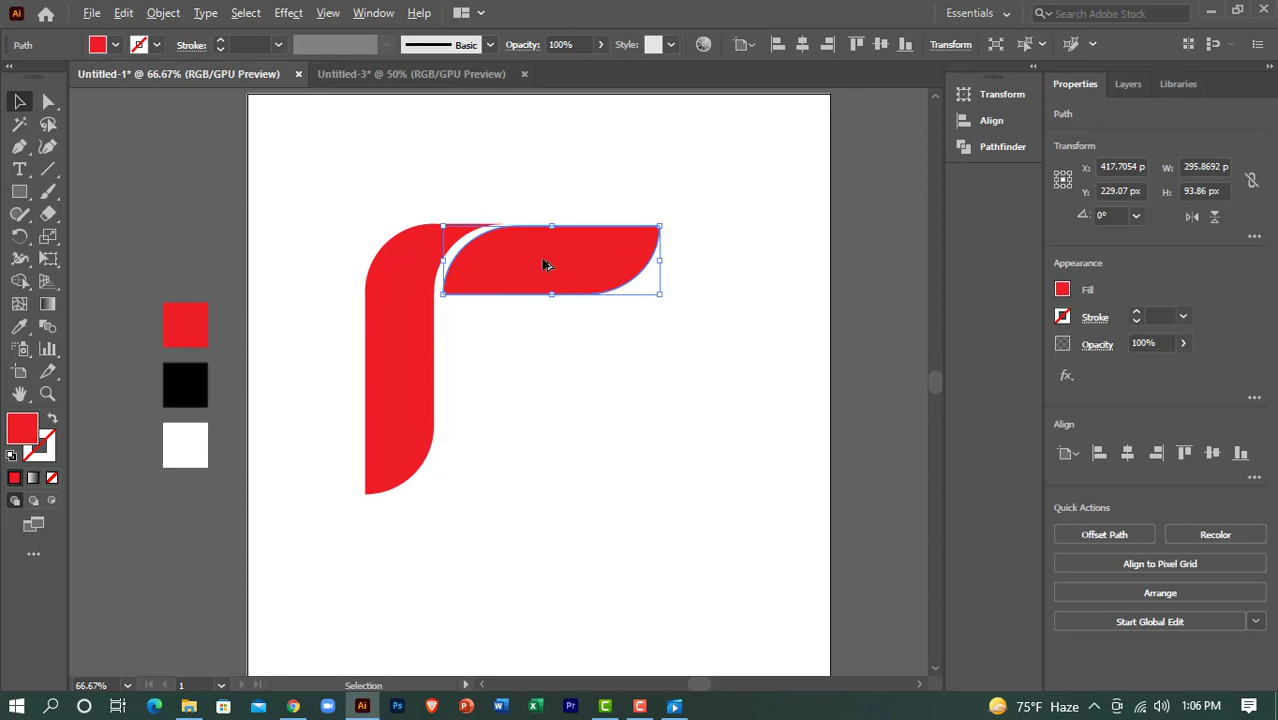 Ai File Edit Object Type Select Effect View Window Help Essentials Search Adobe Stock
Path Stroke: Basic Opacity: 100% Style: Transform
Untitled-1* @ 66.67% (RGB/GPU Preview) × Untitled-3* @ 50% (RGB/GPU Preview) ×
Transform
Align
Pathfinder
Properties Layers Libraries
Path
Transform
X: 417.7054 p W: 295.8692 p
Y: 229.07 px H: 93.86 px
0°
Appearance
Fill
Stroke
Opacity 100%
fx.
Align
Quick Actions
Offset Path Recolor
Align to Pixel Grid
Arrange
Start Global Edit
66.67% 1 Selection
Ai Ps Pr 75°F Haze 1:06 PM